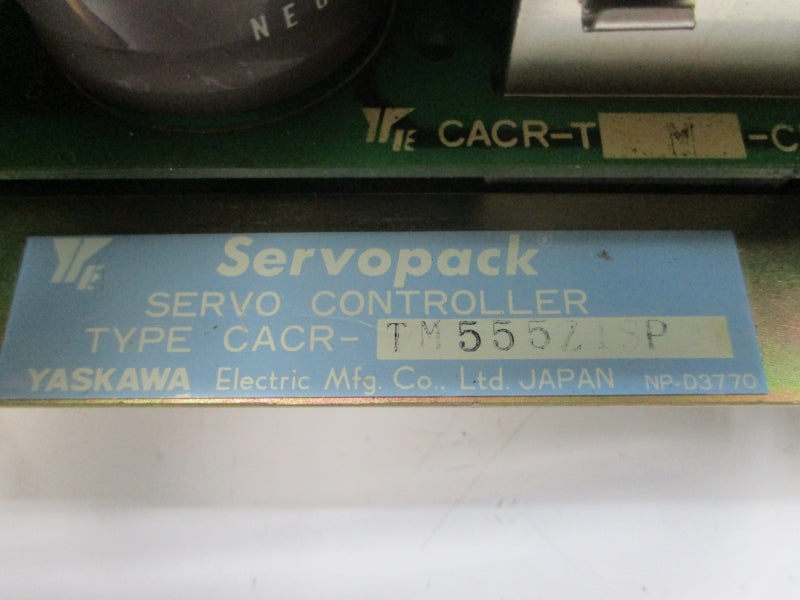 NE
CACR-T M -C
Servopack®
SERVO CONTROLLER
TYPE CACR- TM555Z1SP
YASKAWA Electric Mfg. Co., Ltd. JAPAN NP-D3770